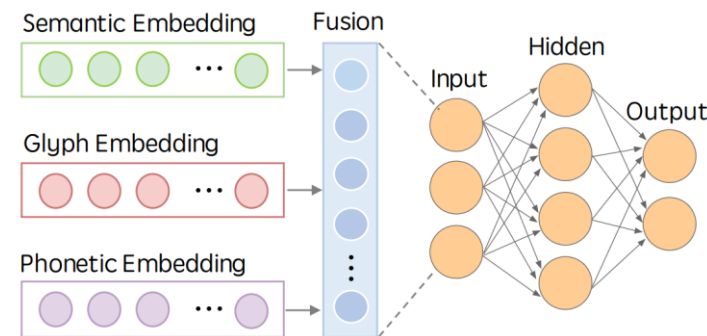 Semantic Embedding
Fusion
Glyph Embedding
Phonetic Embedding
Input
Hidden
Output